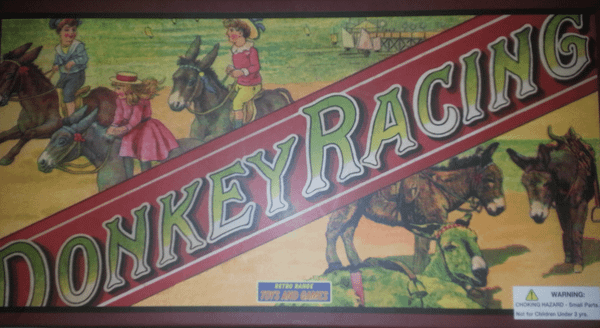 DONKEY RACING
RETRO RANGE
TOYS AND GAMES
WARNING:
CHOKING HAZARD - Small Parts.
Not for Children Under 3 yrs.